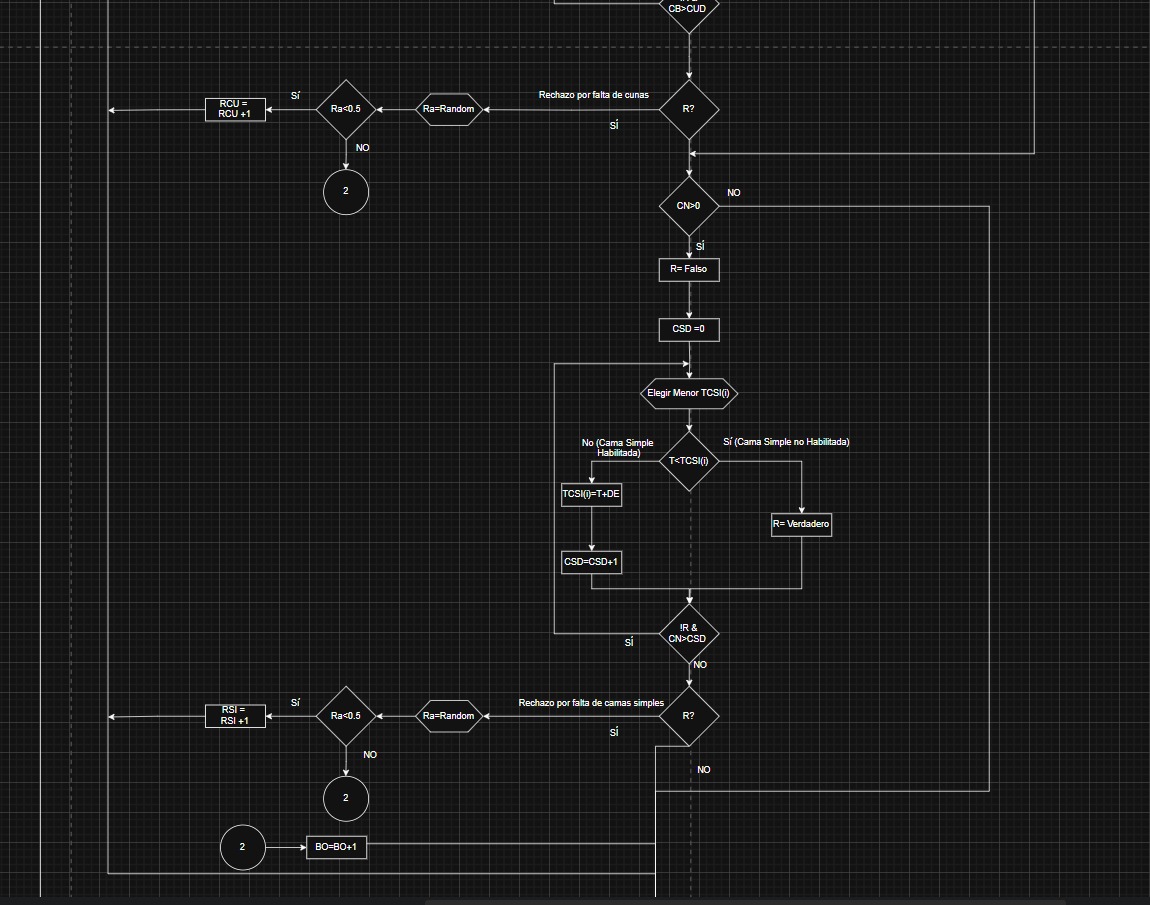 CB>CUD
Rechazo por falta de cunas
Sí
RCU =
RCU +1
Ra<0.5
Ra=Random
R?
SÍ
NO
2
CN>0
NO
SÍ
R= Falso
CSD =0
Elegir Menor TCSI(i)
No (Cama Simple
Habilitada)
Sí (Cama Simple no Habilitada)
T<TCSI(i)
TCSI(i)=T+DE
R= Verdadero
CSD=CSD+1
!R &
CN>CSD
SÍ
NO
Rechazo por falta de camas simples
Sí
RSI =
RSI +1
Ra<0.5
Ra=Random
R?
SÍ
NO
NO
2
2
BO=BO+1